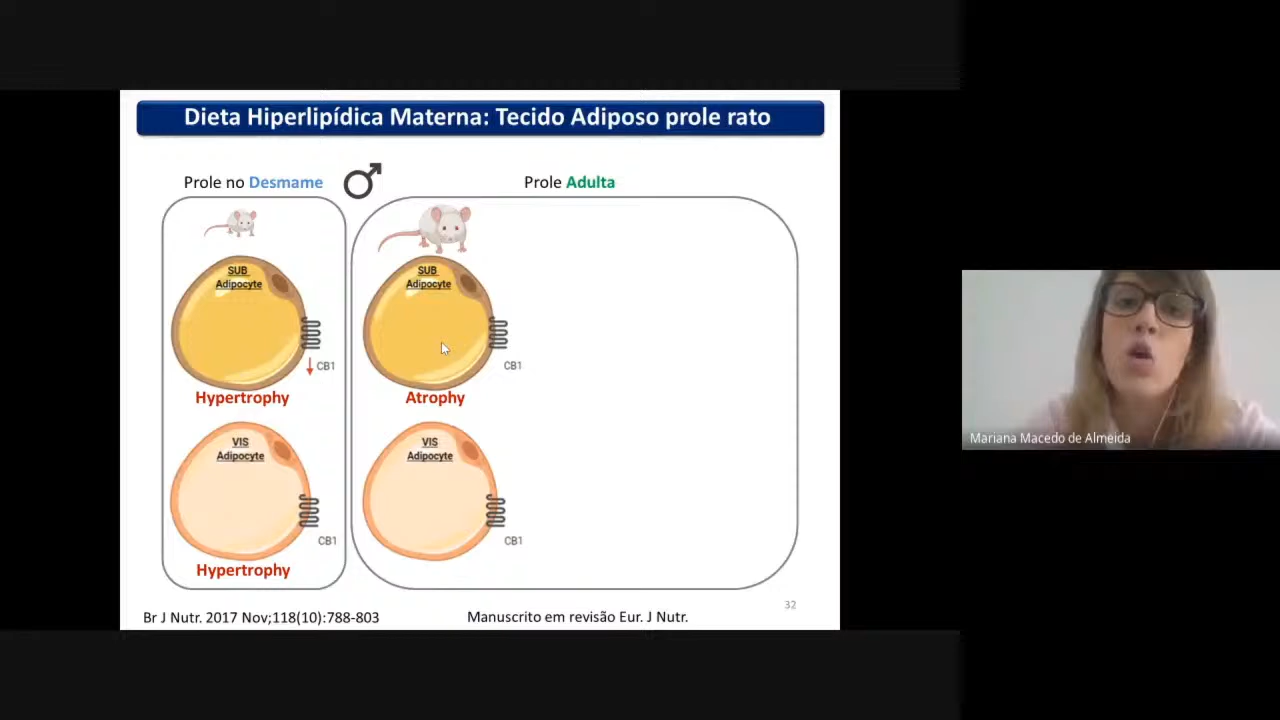 Dieta Hiperlipídica Materna: Tecido Adiposo prole rato
Prole no Desmame
Prole Adulta
SUB
Adipocyte
CB1
Hypertrophy
SUB
Adipocyte
CB1
Atrophy
VIS
Adipocyte
CB1
Hypertrophy
VIS
Adipocyte
CB1
Br J Nutr. 2017 Nov;118(10):788-803
Manuscrito em revisão Eur. J Nutr.
32
Mariana Macedo de Almeida